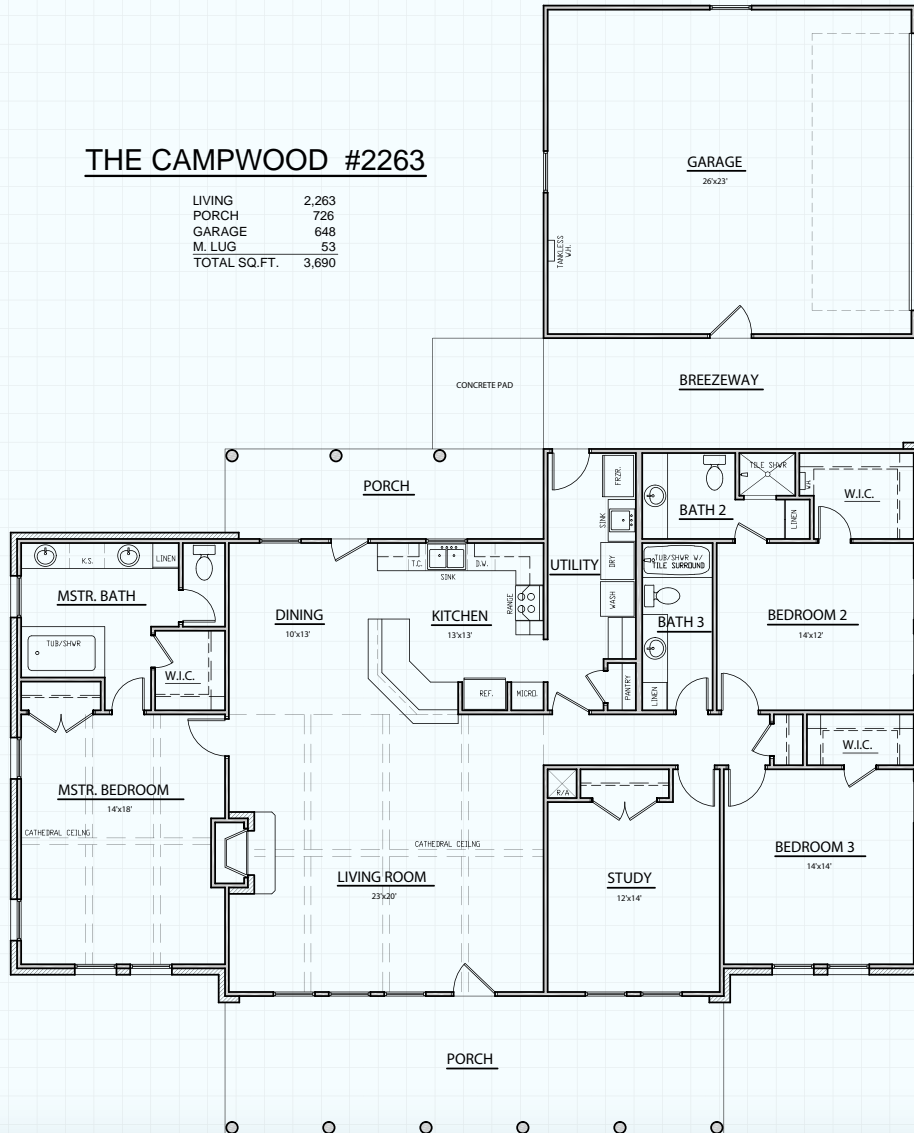 THE CAMPWOOD #2263
LIVING 2,263
PORCH 726
GARAGE 648
M. LUG 53
TOTAL SQ.FT. 3,690
GARAGE
26'x23'
TANKLESS
W.H.
CONCRETE PAD
BREEZEWAY
PORCH
FRZR.
SINK
BATH 2
TILE SHWR
LINEN
W.I.C.
UTILITY
DRY
WASH
TUB/SHWR W/
TILE SURROUND
BATH 3
LINEN
PANTRY
BEDROOM 2
14'x12'
K.S.
LINEN
MSTR. BATH
TUB/SHWR
W.I.C.
DINING
10'x13'
T.C.
D.W.
SINK
KITCHEN
13'x13'
RANGE
REF.
MICRO.
W.I.C.
MSTR. BEDROOM
14'x18'
CATHEDRAL CEILNG
CATHEDRAL CEILNG
LIVING ROOM
23'x20'
R/A
STUDY
12'x14'
BEDROOM 3
14'x14'
PORCH